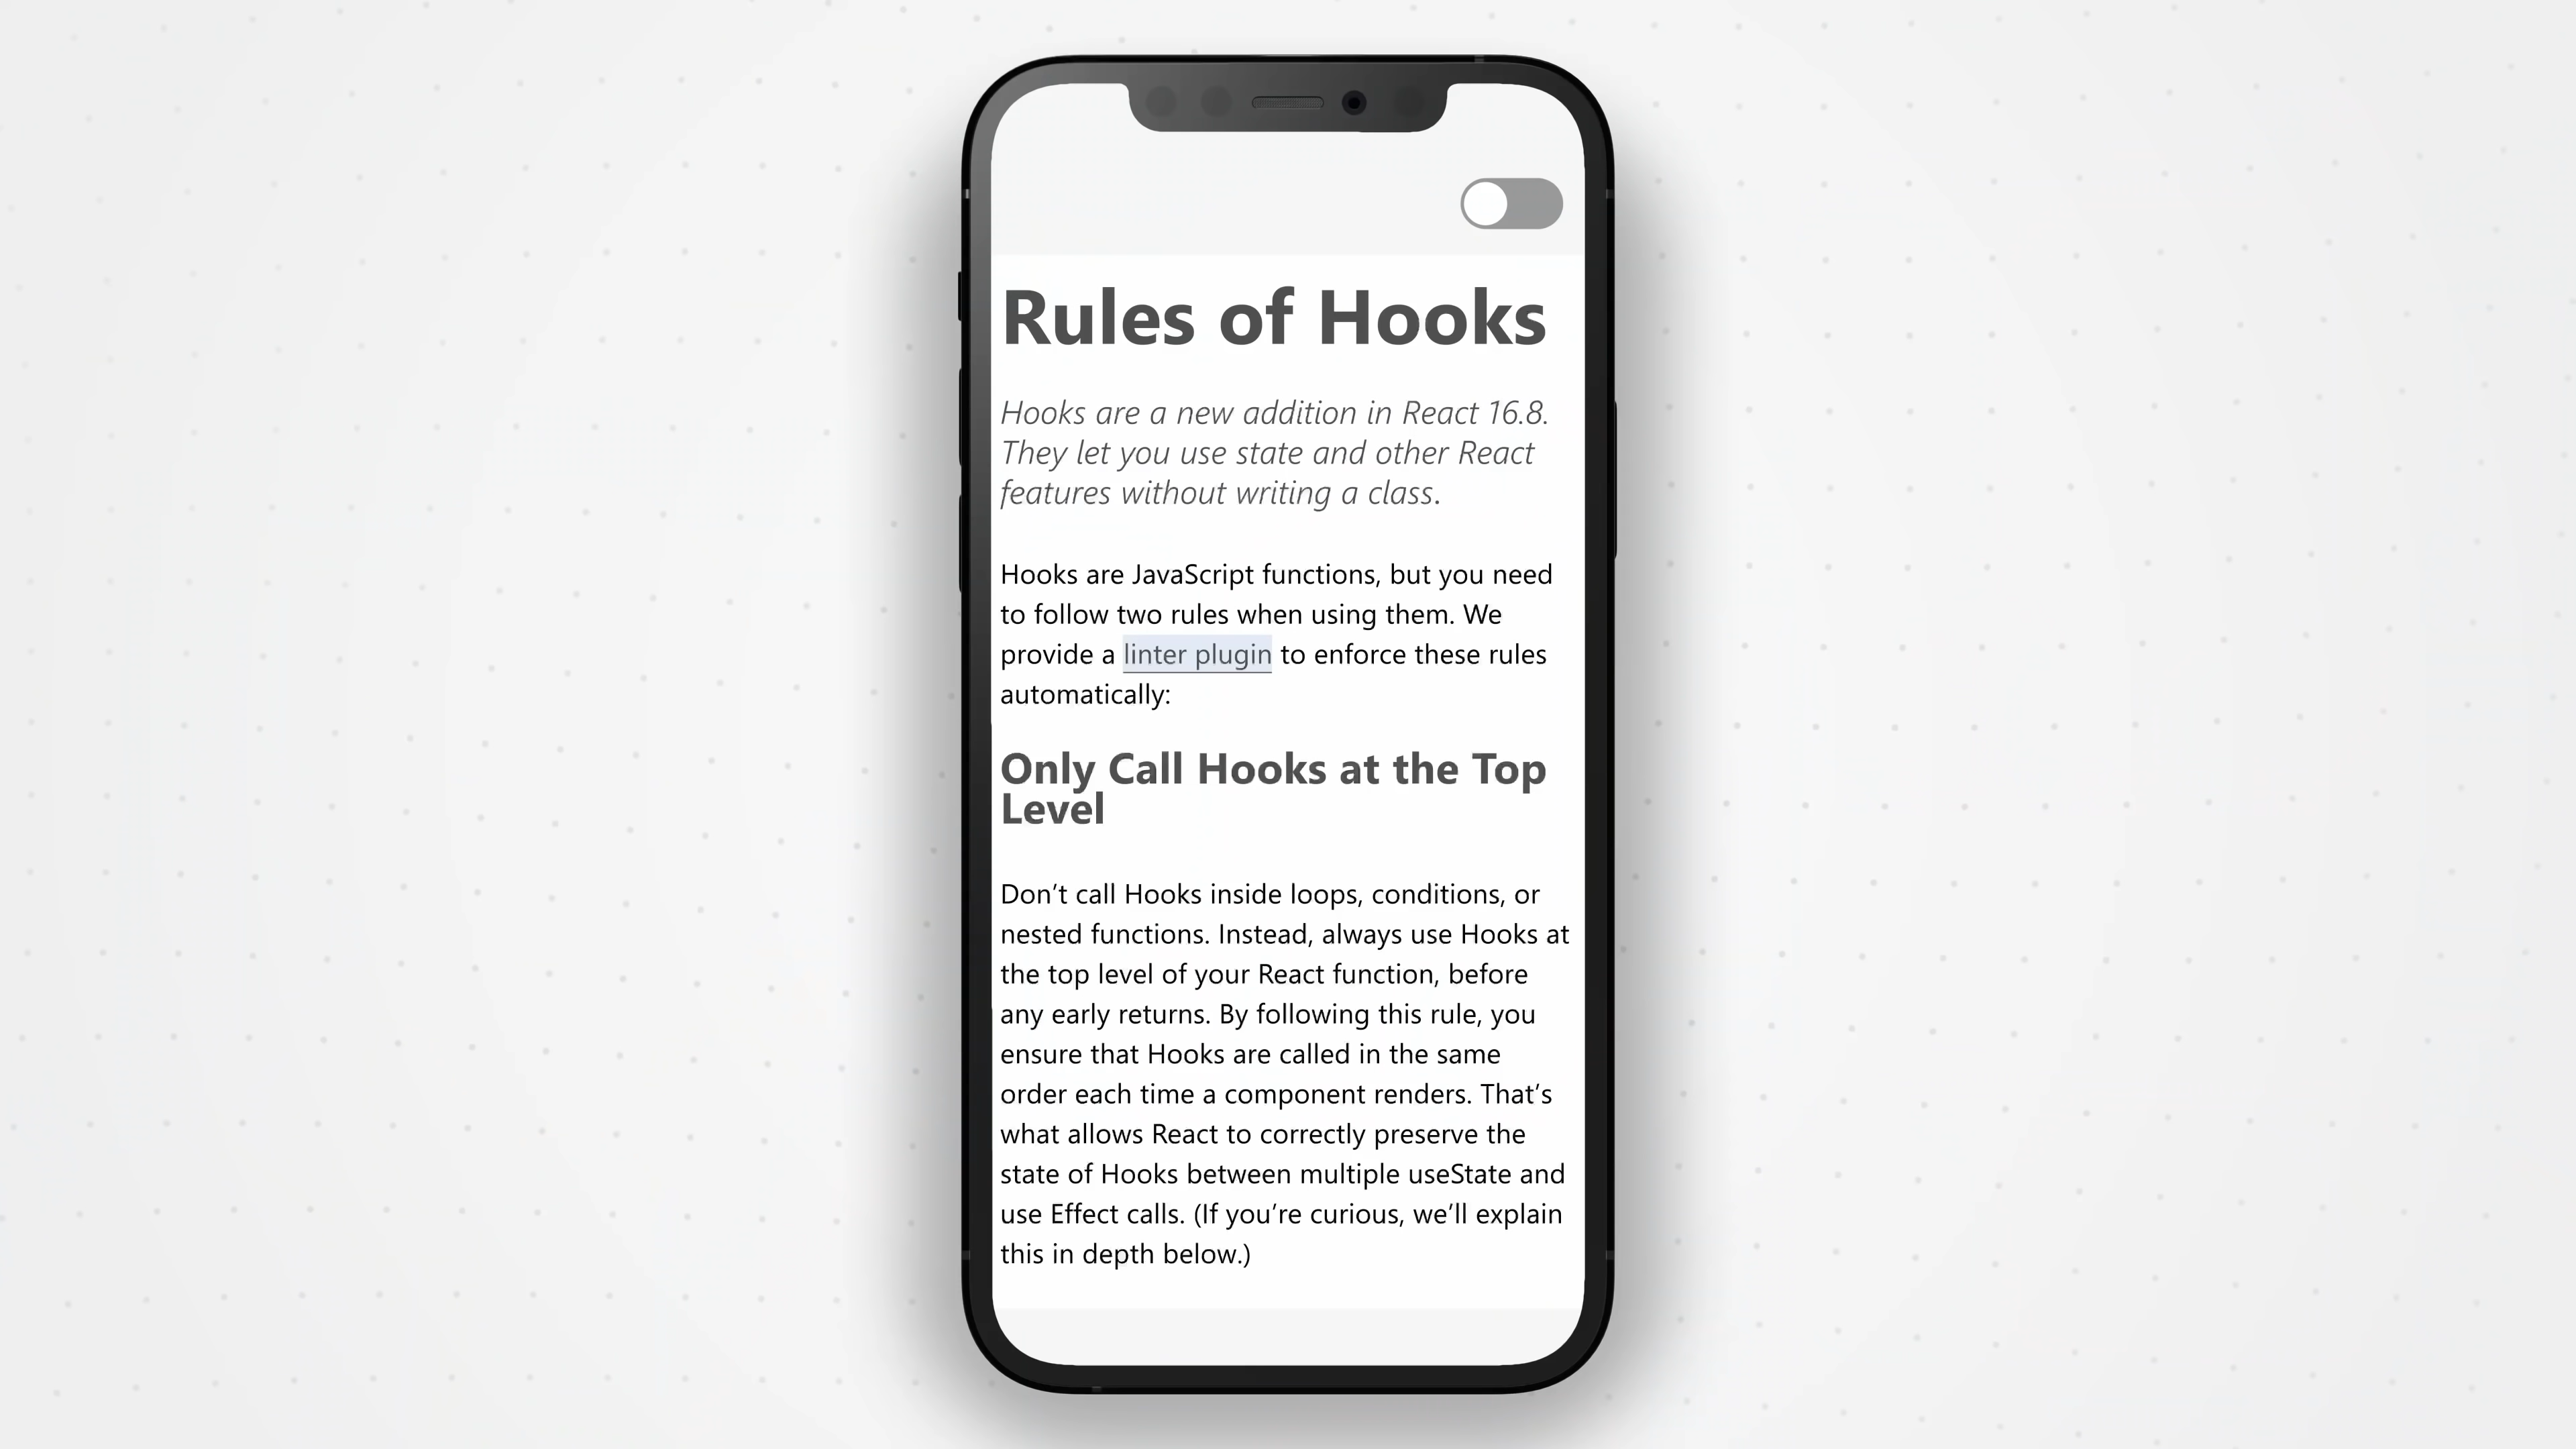 Rules of Hooks
Hooks are a new addition in React 16.8.
They let you use state and other React
features without writing a class.
Hooks are JavaScript functions, but you need
to follow two rules when using them. We
provide a linter plugin to enforce these rules
automatically:
Only Call Hooks at the Top
Level
Don’t call Hooks inside loops, conditions, or
nested functions. Instead, always use Hooks at
the top level of your React function, before
any early returns. By following this rule, you
ensure that Hooks are called in the same
order each time a component renders. That’s
what allows React to correctly preserve the
state of Hooks between multiple useState and
use Effect calls. (If you’re curious, we’ll explain
this in depth below.)